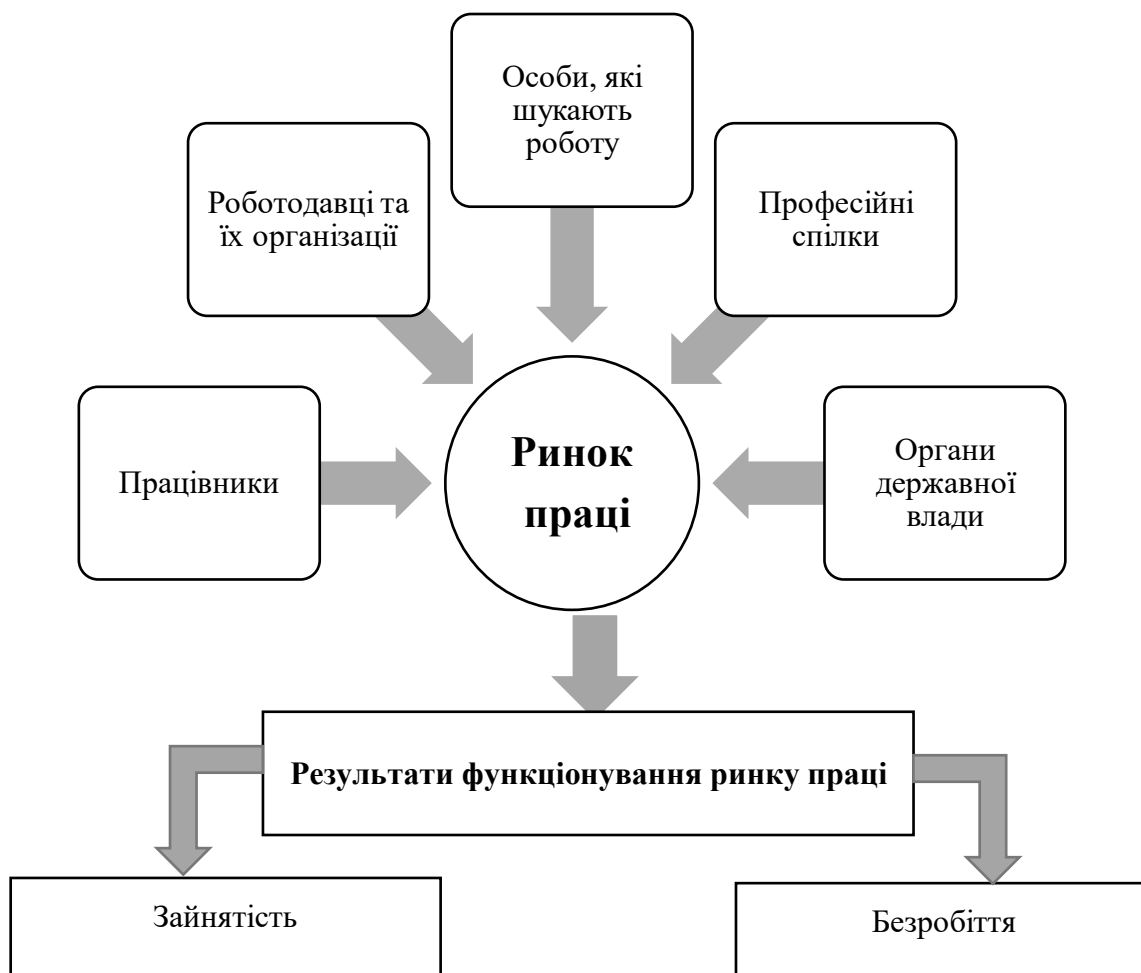 Особи, які
шукають
роботу
Роботодавці та
їх організації
Професійні
спілки
Працівники
Ринок
праці
Органи
державної
влади
Результати функціонування ринку праці
Зайнятість
Безробіття